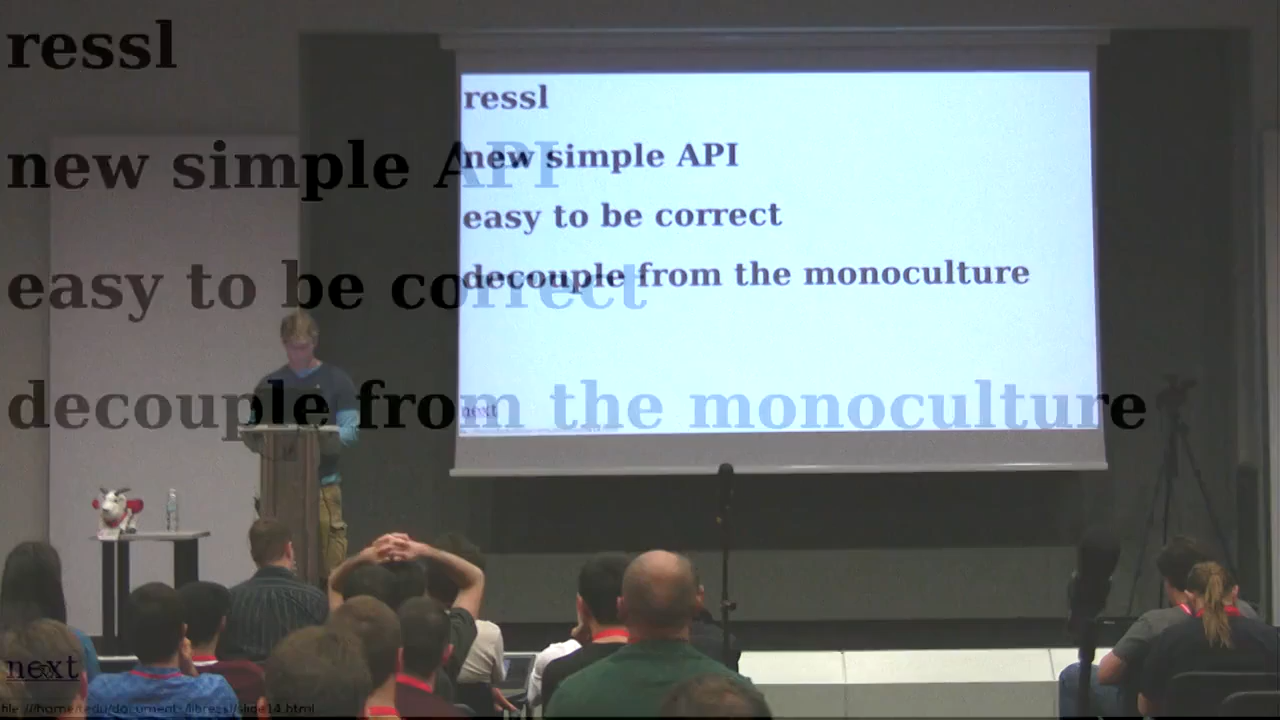 ressl
new simple API
easy to be correct
decouple from the monoculture
next
ressl
new simple API
easy to be correct
decouple from the monoculture
next